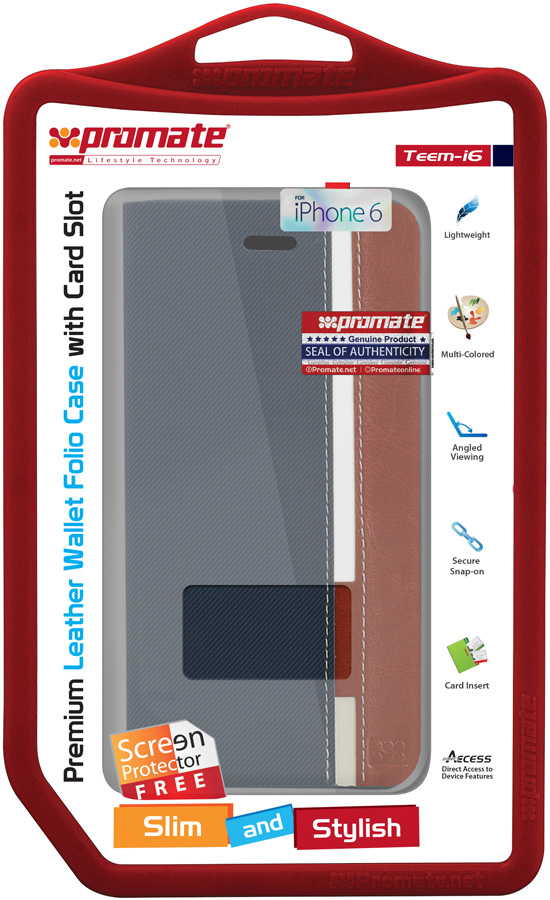 promate
promate®
promate.net Lifestyle Technology
Teem-i6
FOR
iPhone 6
Premium Leather Wallet Folio Case with Card Slot
promate
Genuine Product
SEAL OF AUTHENTICITY
Promate.net | Promateonline
Lightweight
Multi-Colored
Angled
Viewing
Secure
Snap-on
Card Insert
Access
Direct Access to
Device Features
Screen
Protector
FREE
Slim and Stylish
promate
Promate.net